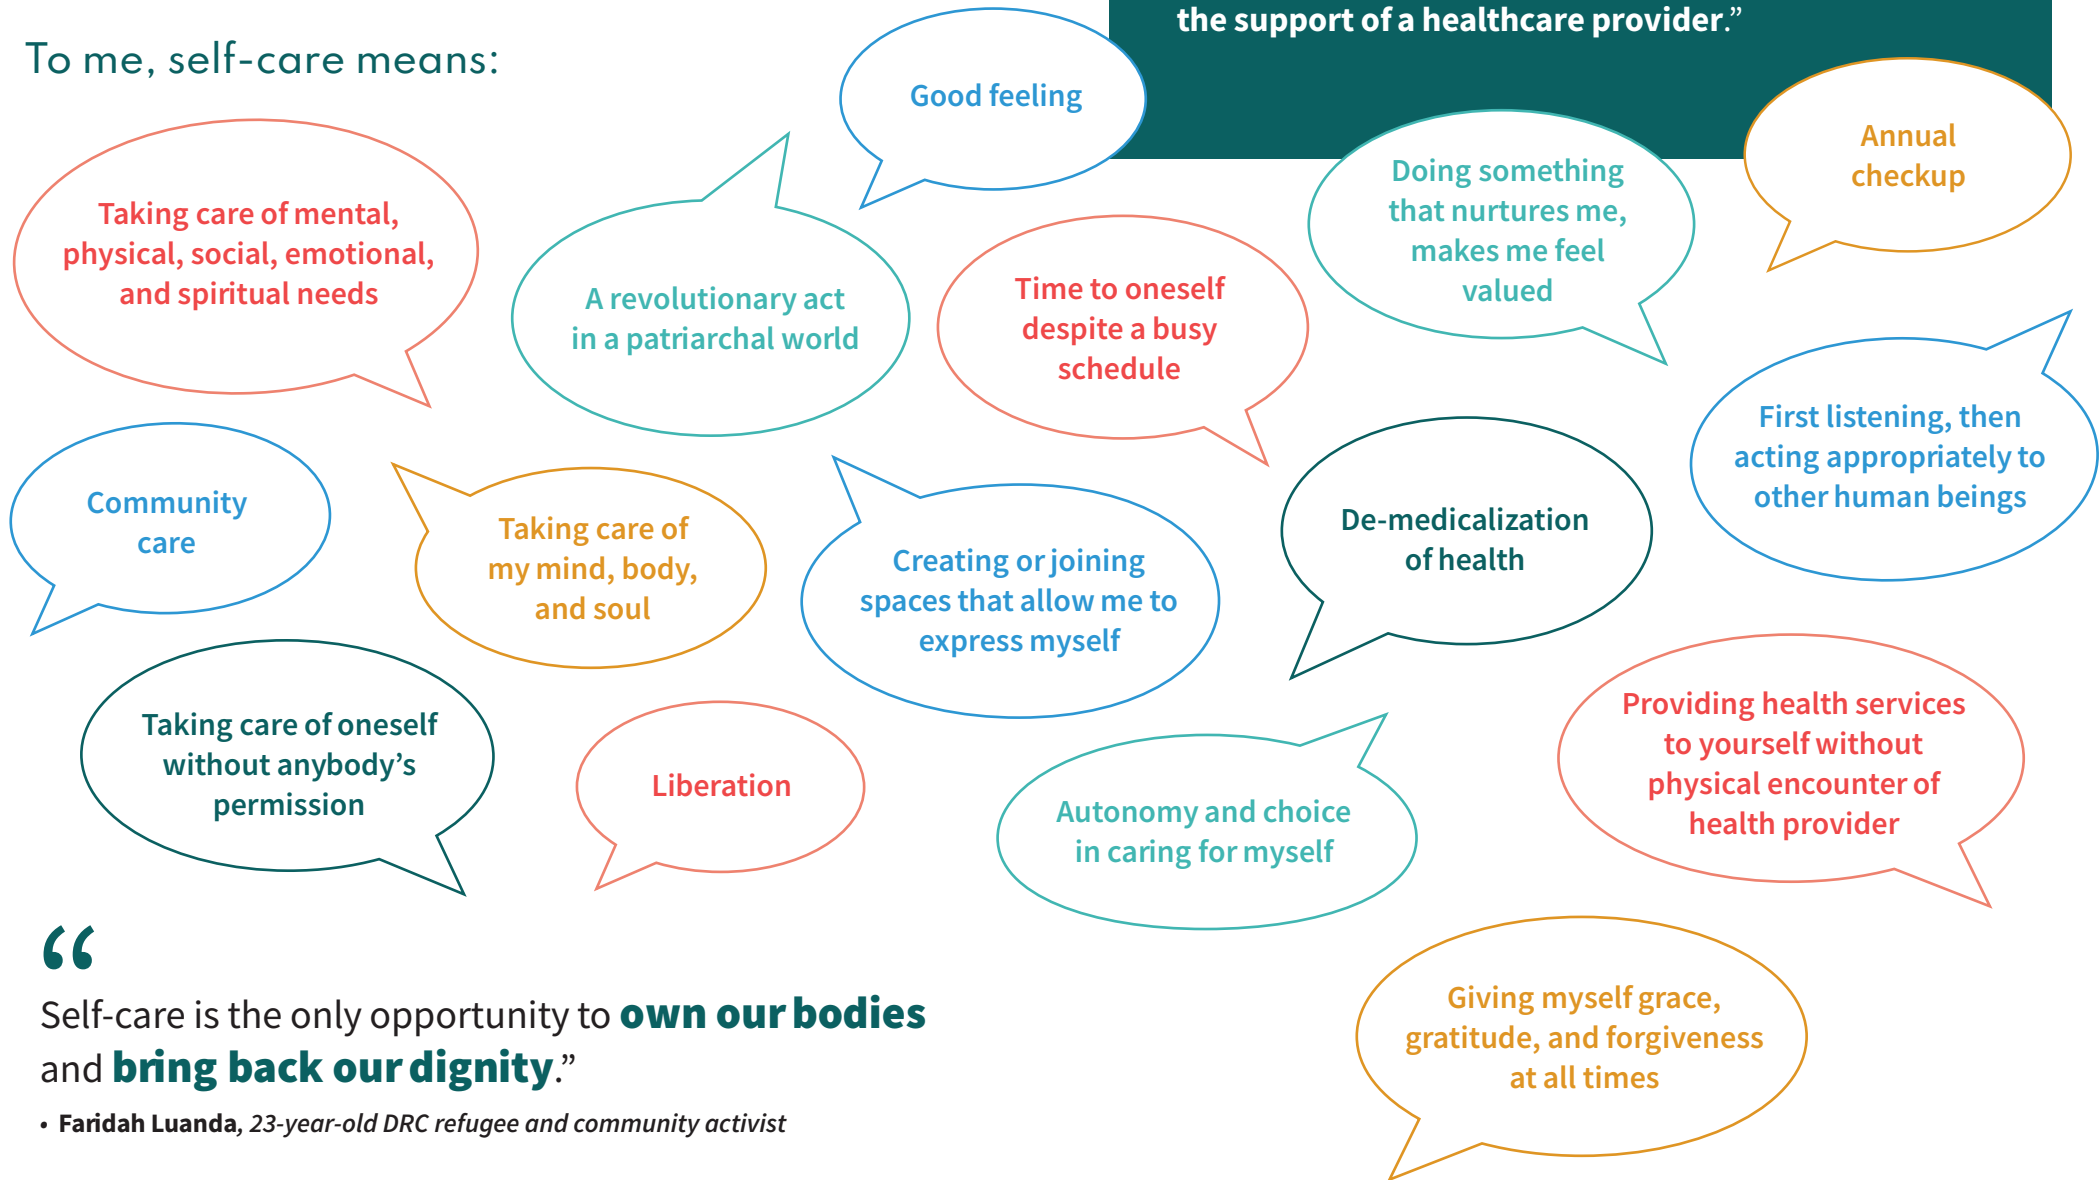 the support of a healthcare provider.”
To me, self-care means:
Good feeling
Annual
checkup
Doing something
that nurtures me,
makes me feel
valued
Taking care of mental,
physical, social, emotional,
and spiritual needs
A revolutionary act
in a patriarchal world
Time to oneself
despite a busy
schedule
First listening, then
acting appropriately to
other human beings
Community
care
Taking care of
my mind, body,
and soul
Creating or joining
spaces that allow me to
express myself
De-medicalization
of health
Taking care of oneself
without anybody’s
permission
Liberation
Autonomy and choice
in caring for myself
Providing health services
to yourself without
physical encounter of
health provider
Giving myself grace,
gratitude, and forgiveness
at all times
“
Self-care is the only opportunity to own our bodies
and bring back our dignity.”
• Faridah Luanda, 23-year-old DRC refugee and community activist